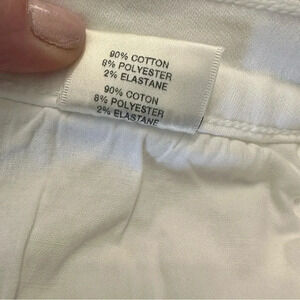 90% COTTON
8% POLYESTER
2% ELASTANE
90% COTON
8% POLYESTER
2% ELASTANE